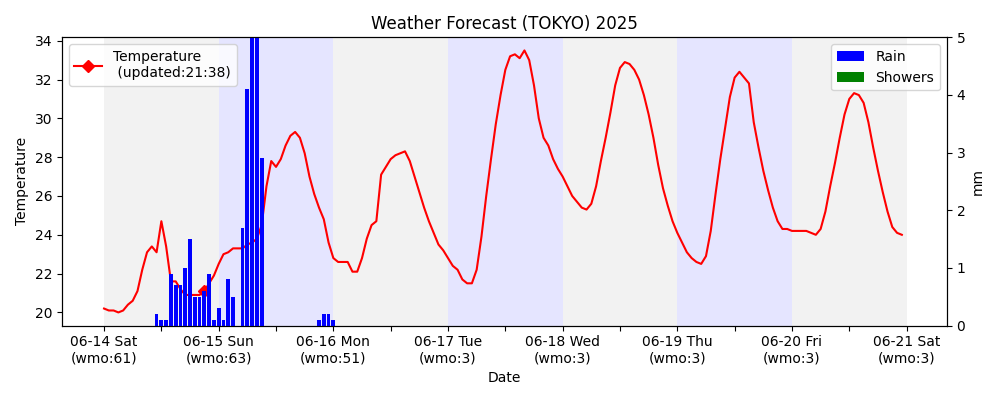 Weather Forecast (TOKYO) 2025
Temperature
(updated:21:38)
Rain
Showers
34
32
30
28
26
24
22
20
Temperature
5
4
3
2
1
0
mm
06-14 Sat
(wmo:61)
06-15 Sun
(wmo:63)
06-16 Mon
(wmo:51)
06-17 Tue
(wmo:3)
06-18 Wed
(wmo:3)
06-19 Thu
(wmo:3)
06-20 Fri
(wmo:3)
06-21 Sat
(wmo:3)
Date